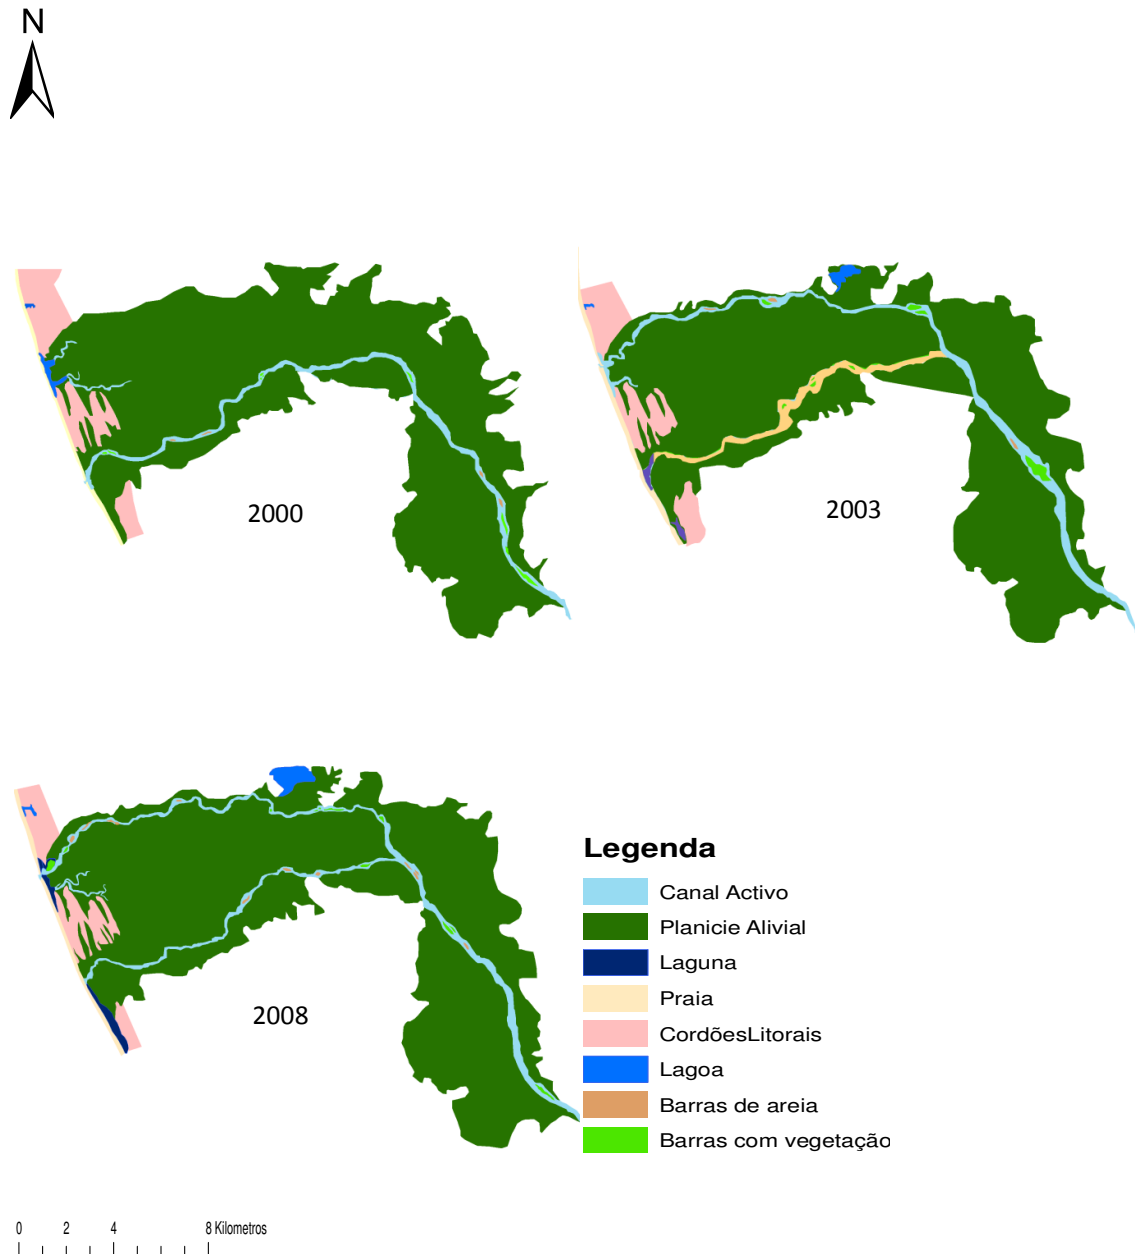 N
2000
2003
2008
Legenda
Canal Activo
Planicie Alivial
Laguna
Praia
CordõesLitorais
Lagoa
Barras de areia
Barras com vegetação
0 2 4 8 Kilometros